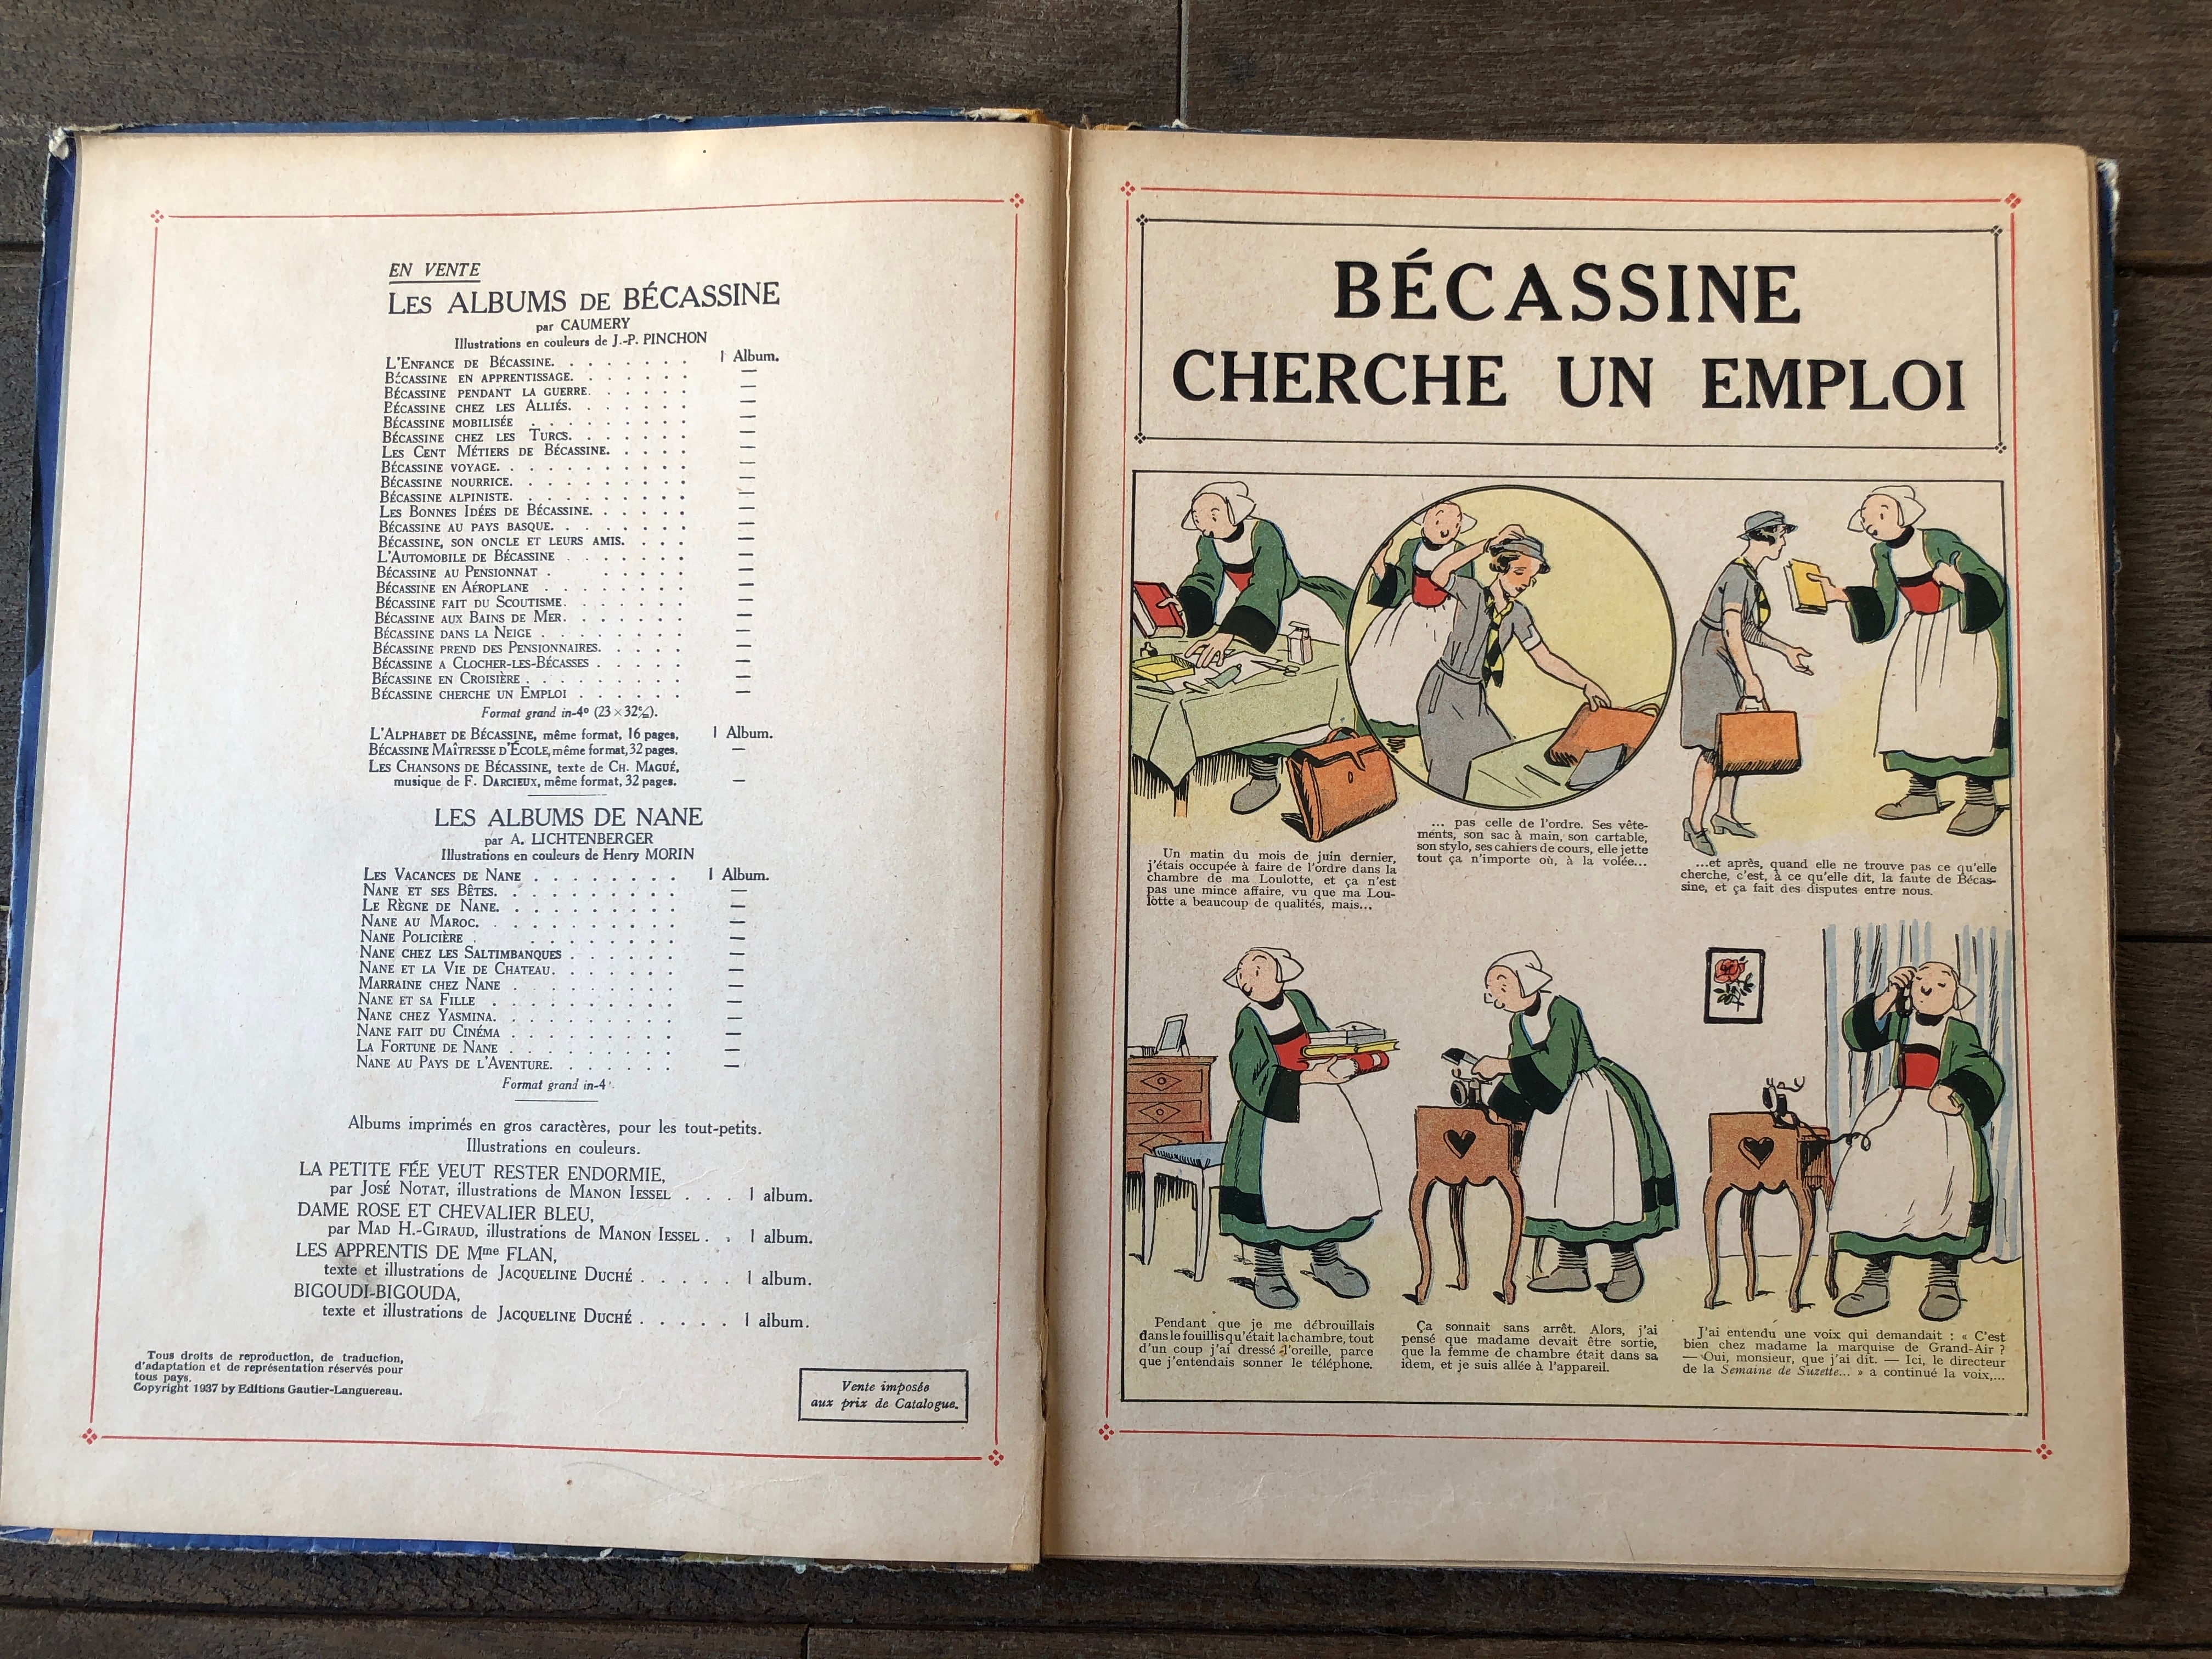 EN VENTE
LES ALBUMS DE BÉCASSINE
par CAUMERY
Illustrations en couleurs de J.-P. PINCHON
L'ENFANCE DE BÉCASSINE. . . . . . . . 1 Album.
BÉCASSINE EN APPRENTISSAGE. . . . . . . —
BÉCASSINE PENDANT LA GUERRE. . . . . . —
BÉCASSINE CHEZ LES ALLIÉS. . . . . . . —
BÉCASSINE MOBILISÉE . . . . . . . . . —
BÉCASSINE CHEZ LES TURCS. . . . . . . —
LES CENT MÉTIERS DE BÉCASSINE. . . . . —
BÉCASSINE VOYAGE. . . . . . . . . . —
BÉCASSINE NOURRICE. . . . . . . . . —
BÉCASSINE ALPINISTE. . . . . . . . . —
LES BONNES IDÉES DE BÉCASSINE. . . . . —
BÉCASSINE AU PAYS BASQUE. . . . . . . —
BÉCASSINE, SON ONCLE ET LEURS AMIS. . . . —
L'AUTOMOBILE DE BÉCASSINE . . . . . . —
BÉCASSINE AU PENSIONNAT . . . . . . —
BÉCASSINE EN AÉROPLANE . . . . . . . —
BÉCASSINE FAIT DU SCOUTISME. . . . . . —
BÉCASSINE AUX BAINS DE MER. . . . . . —
BÉCASSINE DANS LA NEIGE . . . . . . . —
BÉCASSINE PREND DES PENSIONNAIRES. . . . . —
BÉCASSINE A CLOCHER-LES-BÉCASSES . . . . . —
BÉCASSINE EN CROISIÈRE . . . . . . . . —
BÉCASSINE CHERCHE UN EMPLOI . . . . . . —
Format grand in-4º (23 × 32 c/m).
L'ALPHABET DE BÉCASSINE, même format, 16 pages, 1 Album.
BÉCASSINE MAÎTRESSE D'ÉCOLE, même format, 32 pages. —
LES CHANSONS DE BÉCASSINE, texte de CH. MAGUÉ,
musique de F. DARCIEUX, même format, 32 pages. —
LES ALBUMS DE NANE
par A. LICHTENBERGER
Illustrations en couleurs de Henry MORIN
LES VACANCES DE NANE . . . . . . . 1 Album.
NANE ET SES BÊTES. . . . . . . . . —
LE RÈGNE DE NANE. . . . . . . . . —
NANE AU MAROC. . . . . . . . . . —
NANE POLICIÈRE . . . . . . . . . —
NANE CHEZ LES SALTIMBANQUES . . . . . . —
NANE ET LA VIE DE CHATEAU. . . . . . . —
MARRAINE CHEZ NANE . . . . . . . . —
NANE ET SA FILLE . . . . . . . . . —
NANE CHEZ YASMINA. . . . . . . . . —
NANE FAIT DU CINÉMA . . . . . . . . —
LA FORTUNE DE NANE . . . . . . . . —
NANE AU PAYS DE L'AVENTURE. . . . . . —
Format grand in-4º.
Albums imprimés en gros caractères, pour les tout-petits.
Illustrations en couleurs.
LA PETITE FÉE VEUT RESTER ENDORMIE,
par JOSÉ NOTAT, illustrations de MANON IESSEL . . . 1 album.
DAME ROSE ET CHEVALIER BLEU,
par MAD H.-GIRAUD, illustrations de MANON IESSEL . . 1 album.
LES APPRENTIS DE Mme FLAN,
texte et illustrations de JACQUELINE DUCHÉ . . . . . 1 album.
BIGOUDI-BIGOUDA,
texte et illustrations de JACQUELINE DUCHÉ . . . . . 1 album.
Tous droits de reproduction, de traduction,
d'adaptation et de représentation réservés pour
tous pays.
Copyright 1937 by Editions Gautier-Languereau.
Vente imposée
aux prix de Catalogue.
BÉCASSINE
CHERCHE UN EMPLOI
Un matin du mois de juin dernier,
j'étais occupée à faire de l'ordre dans la
chambre de ma Loulotte, et ça n'est
pas une mince affaire, vu que ma Lou-
lotte a beaucoup de qualités, mais...
... pas celle de l'ordre. Ses vête-
ments, son sac à main, son cartable,
son stylo, ses cahiers de cours, elle jette
tout ça n'importe où, à la volée...
...et après, quand elle ne trouve pas ce qu'elle
cherche, c'est, à ce qu'elle dit, la faute de Bécas-
sine, et ça fait des disputes entre nous.
Pendant que je me débrouillais
dans le fouillis qu'était la chambre, tout
d'un coup j'ai dressé l'oreille, parce
que j'entendais sonner le téléphone.
Ça sonnait sans arrêt. Alors, j'ai
pensé que madame devait être sortie,
que la femme de chambre était dans sa
idem, et je suis allée à l'appareil.
J'ai entendu une voix qui demandait : « C'est
bien chez madame la marquise de Grand-Air ?
— Oui, monsieur, que j'ai dit. — Ici, le directeur
de la Semaine de Suzette... » a continué la voix,...